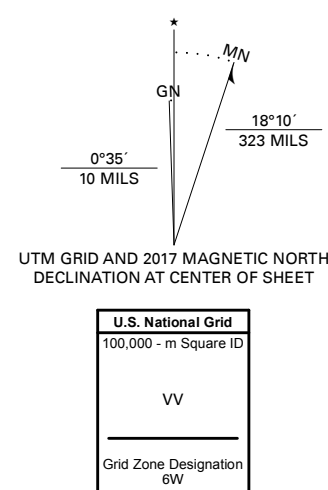 ★
MN
GN
18°10´
323 MILS
0°35´
10 MILS
UTM GRID AND 2017 MAGNETIC NORTH
DECLINATION AT CENTER OF SHEET
U.S. National Grid
100,000 - m Square ID
VV
Grid Zone Designation
6W